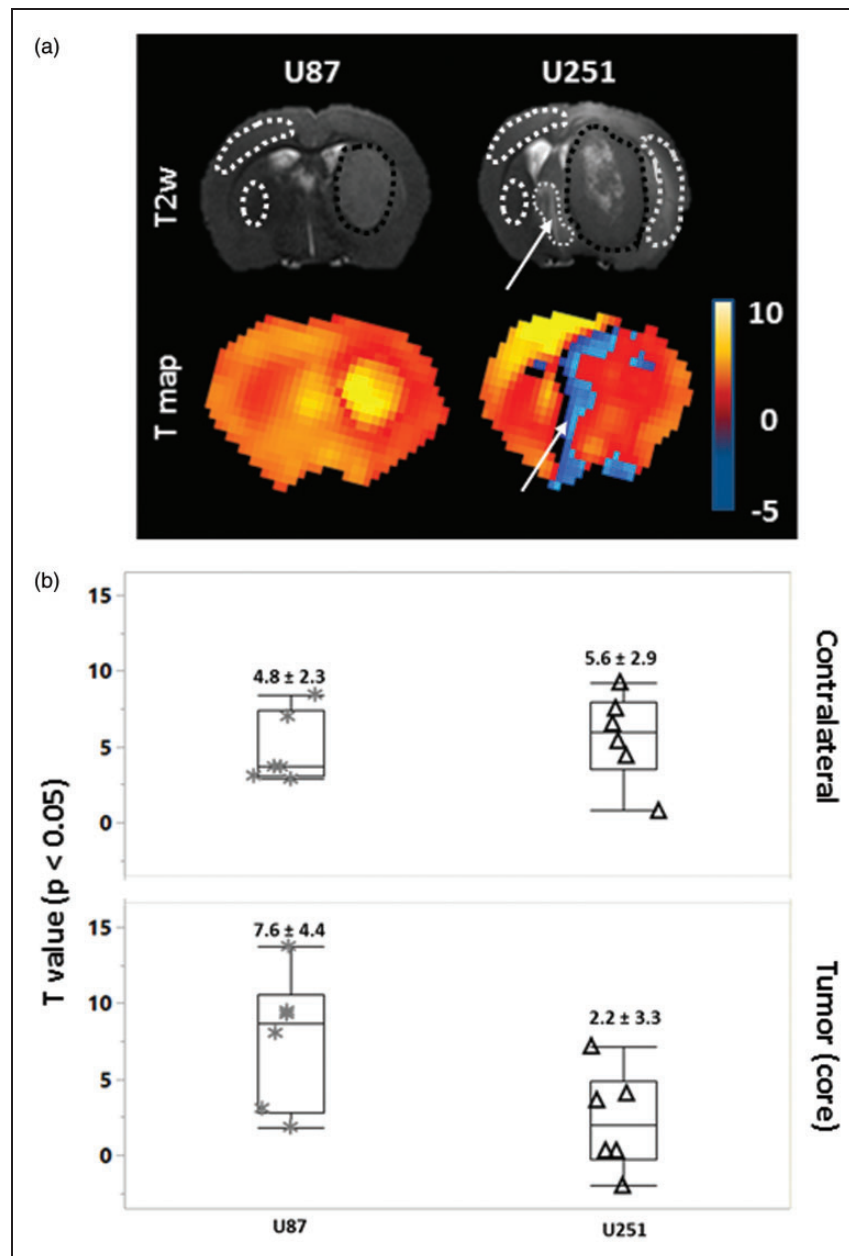 (a)
U87 U251
T2w
T map
10
0
-5
(b)
Contralateral
15
10
5
0
4.8 ± 2.3
5.6 ± 2.9
T value (p < 0.05)
Tumor (core)
15
10
5
0
7.6 ± 4.4
2.2 ± 3.3
U87 U251